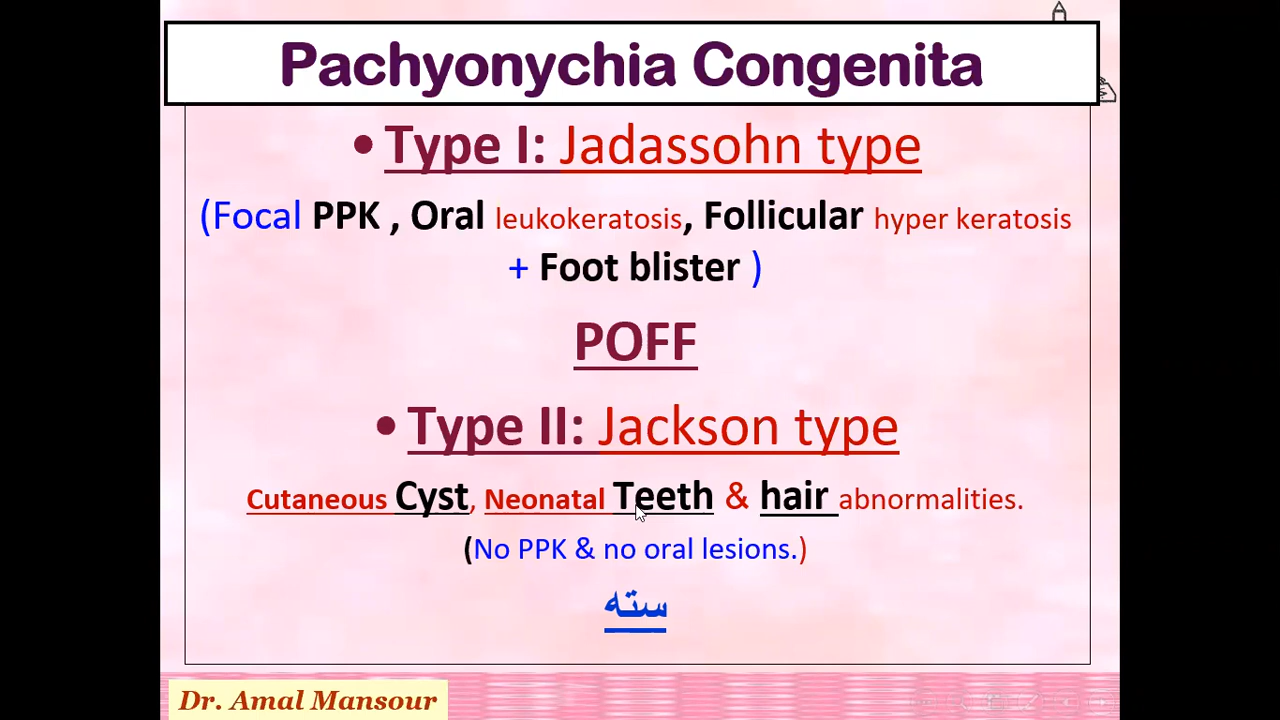 Pachyonychia Congenita
• Type I: Jadassohn type
(Focal PPK , Oral leukokeratosis, Follicular hyper keratosis
+ Foot blister )
POFF
• Type II: Jackson type
Cutaneous Cyst, Neonatal Teeth & hair abnormalities.
(No PPK & no oral lesions.)
سته
Dr. Amal Mansour